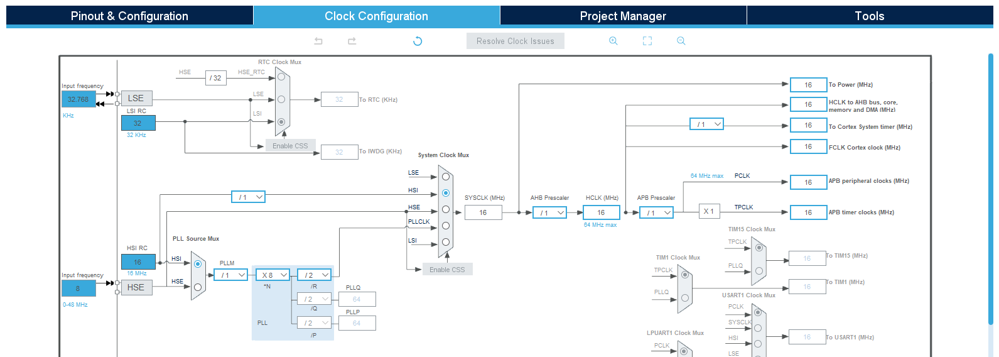 Pinout & Configuration
Clock Configuration
Project Manager
Tools
Resolve Clock Issues
RTC Clock Mux
HSE
/ 32
HSE_RTC
Input frequency
32.768
KHz
LSE
LSE
32
To RTC (KHz)
LSI RC
32
32 KHz
LSI
Enable CSS
32
To IWDG (KHz)
16
To Power (MHz)
16
HCLK to AHB bus, core,
memory and DMA (MHz)
/ 1
16
To Cortex System timer (MHz)
16
FCLK Cortex clock (MHz)
System Clock Mux
LSE
HSI
HSE
PLLCLK
LSI
Enable CSS
/ 1
SYSCLK (MHz)
16
AHB Prescaler
/ 1
HCLK (MHz)
16
64 MHz max
APB Prescaler
/ 1
64 MHz max
PCLK
16
APB peripheral clocks (MHz)
X 1
TPCLK
16
APB timer clocks (MHz)
PLL Source Mux
HSI RC
16
16 MHz
HSI
HSE
Input frequency
8
0-48 MHz
HSE
PLLM
/ 1
X 8
*N
/ 2
/R
/ 2
/Q
PLLQ
64
PLL
/ 2
/P
PLLP
64
TIM15 Clock Mux
TPCLK
PLLQ
16
To TIM15 (MHz)
TIM1 Clock Mux
TPCLK
PLLQ
16
To TIM1 (MHz)
USART1 Clock Mux
PCLK
SYSCLK
HSI
LSE
16
To USART1 (MHz)
LPUART1 Clock Mux
PCLK